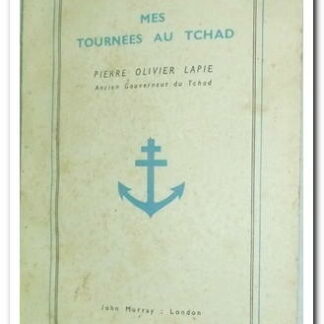 MES
TOURNEES AU TCHAD
PIERRE OLIVIER LAPIE
Ancien Gouverneur du Tchad
John Murray : London